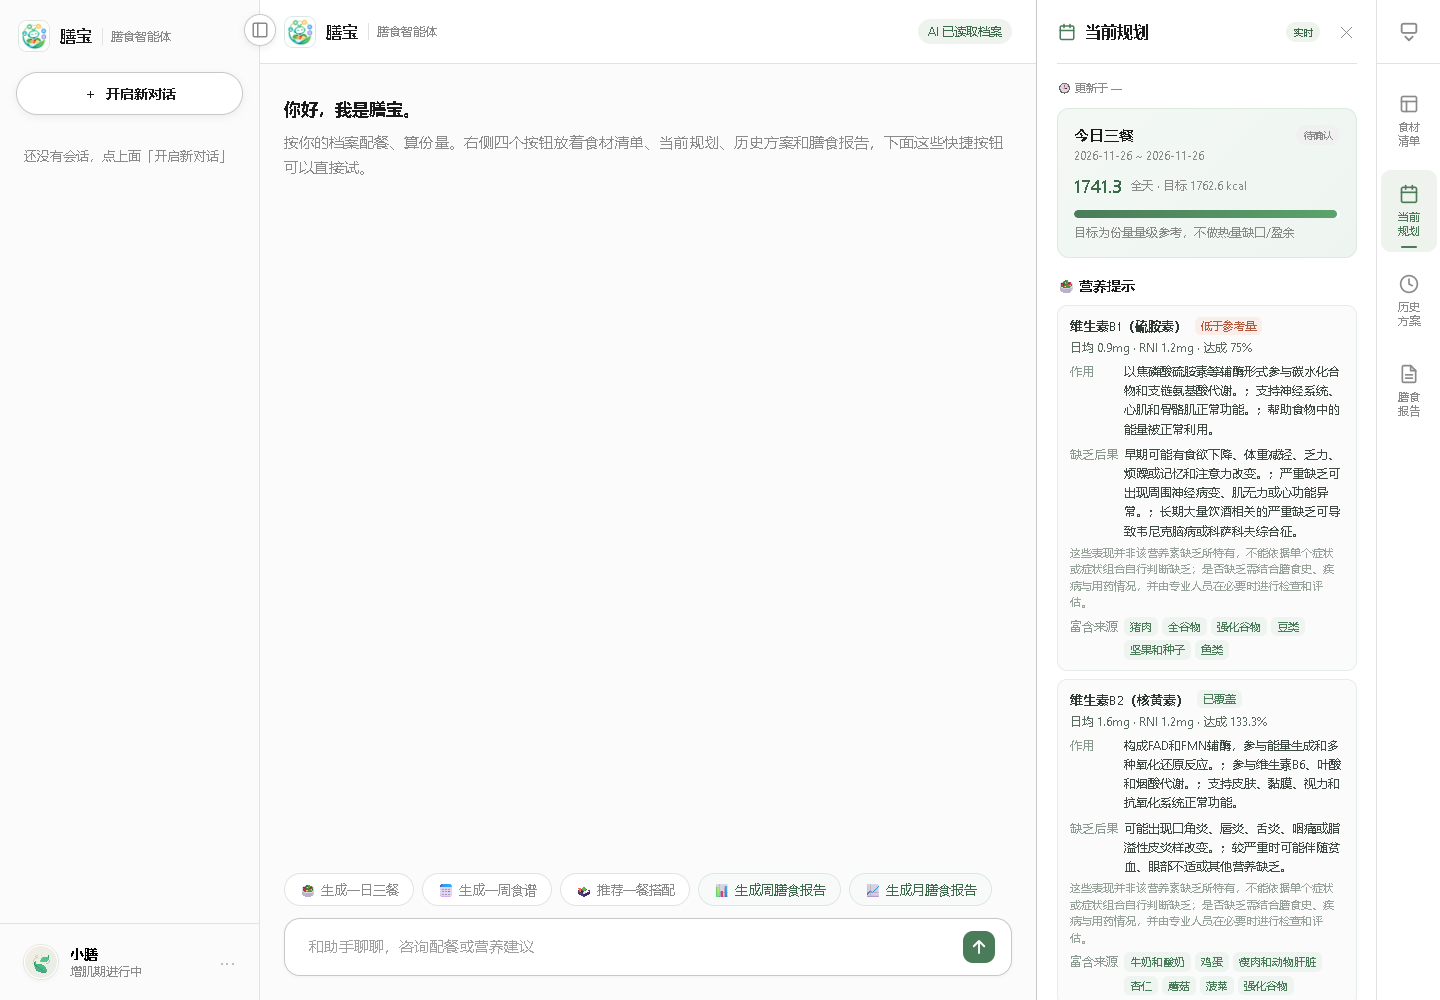 膳宝
膳食智能体
+ 开启新对话
还没有会话，点上面「开启新对话」
小膳
增肌期进行中
...
膳宝
膳食智能体
AI 已读取档案
你好，我是膳宝。
按你的档案配餐、算份量。右侧四个按钮放着食材清单、当前规划、历史方案和膳食报告，下面这些快捷按钮
可以直接试。
生成一日三餐
生成一周食谱
推荐一餐搭配
生成周膳食报告
生成月膳食报告
和助手聊聊，咨询配餐或营养建议
当前规划
实时
更新于 —
今日三餐
待确认
2026-11-26 ~ 2026-11-26
1741.3 全天 · 目标 1762.6 kcal
目标为份量量级参考，不做热量缺口/盈余
营养提示
维生素B1（硫胺素） 低于参考量
日均 0.9mg · RNI 1.2mg · 达成 75%
作用
以焦磷酸硫胺素等辅酶形式参与碳水化合
物和支链氨基酸代谢。；支持神经系统、
心肌和骨骼肌正常功能。；帮助食物中的
能量被正常利用。
缺乏后果
早期可能有食欲下降、体重减轻、乏力、
烦躁或记忆和注意力改变。；严重缺乏可
出现周围神经病变、肌无力或心功能异
常。；长期大量饮酒相关的严重缺乏可导
致韦尼克脑病或科萨科夫综合征。
这些表现并非该营养素缺乏所特有，不能依据单个症状
或症状组合自行判断缺乏；是否缺乏需结合膳食史、疾
病与用药情况，并由专业人员在必要时进行检查和评
估。
富含来源
猪肉 全谷物 强化谷物 豆类
坚果和种子 鱼类
维生素B2（核黄素） 已覆盖
日均 1.6mg · RNI 1.2mg · 达成 133.3%
作用
构成FAD和FMN辅酶，参与能量生成和多
种氧化还原反应。；参与维生素B6、叶酸
和烟酸代谢。；支持皮肤、黏膜、视力和
抗氧化系统正常功能。
缺乏后果
可能出现口角炎、唇炎、舌炎、咽痛或脂
溢性皮炎样改变。；较严重时可能伴随贫
血、眼部不适或其他营养缺乏。
这些表现并非该营养素缺乏所特有，不能依据单个症状
或症状组合自行判断缺乏；是否缺乏需结合膳食史、疾
病与用药情况，并由专业人员在必要时进行检查和评
估。
富含来源
牛奶和酸奶 鸡蛋 瘦肉和动物肝脏
杏仁 蘑菇 菠菜 强化谷物
食材
清单
当前
规划
历史
方案
膳食
报告